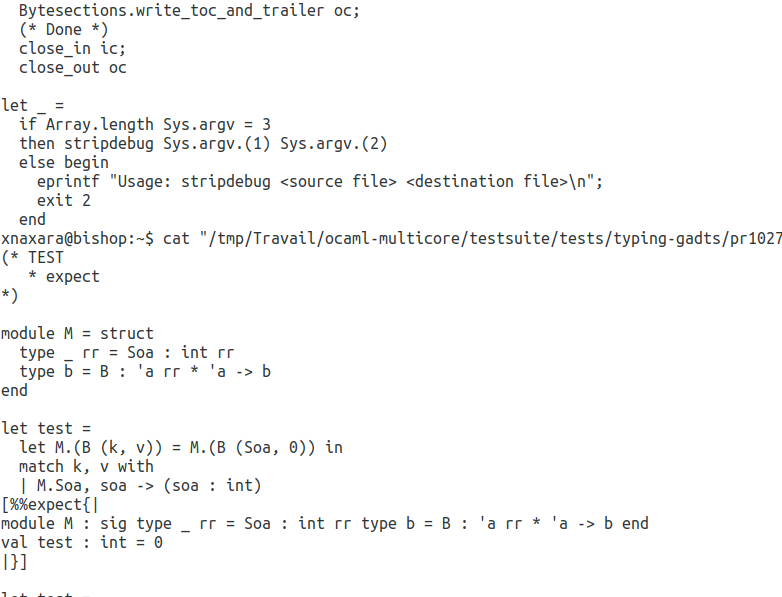 Bytesections.write_toc_and_trailer oc;
  (* Done *)
  close_in ic;
  close_out oc

let _ =
  if Array.length Sys.argv = 3
  then stripdebug Sys.argv.(1) Sys.argv.(2)
  else begin
    eprintf "Usage: stripdebug <source file> <destination file>\n";
    exit 2
  end
xnaxara@bishop:~$ cat "/tmp/Travail/ocaml-multicore/testsuite/tests/typing-gadts/pr1027
(* TEST
   * expect
*)

module M = struct
  type _ rr = Soa : int rr
  type b = B : 'a rr * 'a -> b
end

let test =
  let M.(B (k, v)) = M.(B (Soa, 0)) in
  match k, v with
  | M.Soa, soa -> (soa : int)
[%%expect{|
module M : sig type _ rr = Soa : int rr type b = B : 'a rr * 'a -> b end
val test : int = 0
|}]

let test =